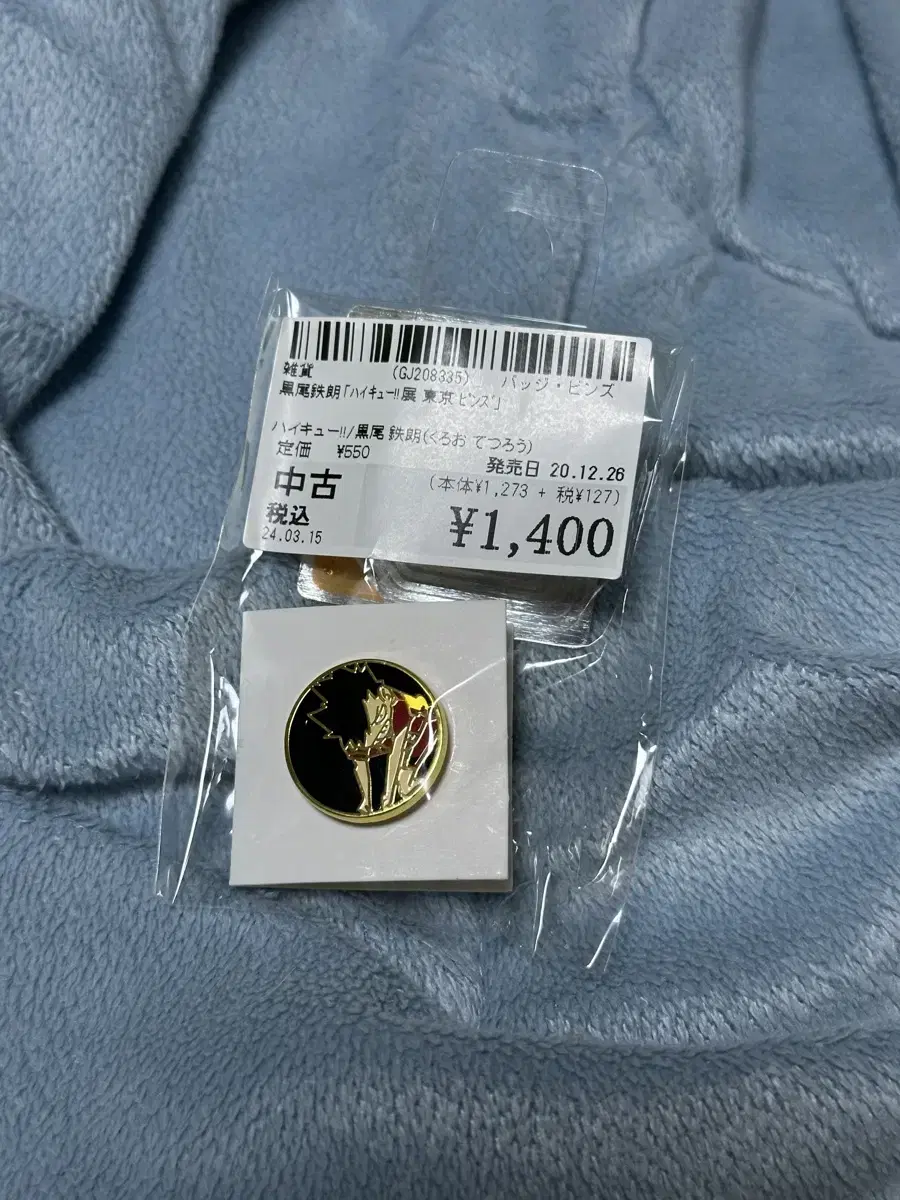 雑貨 (GJ208335) バッジ・ピンズ
黒尾鉄朗「ハイキュー!!展 東京 ピンズ」
ハイキュー!!/黒尾 鉄朗(くろお てつろう)
定価 ¥550
発売日 20.12.26
中古 (本体¥1,273 + 税¥127)
税込 ¥1,400
24.03.15